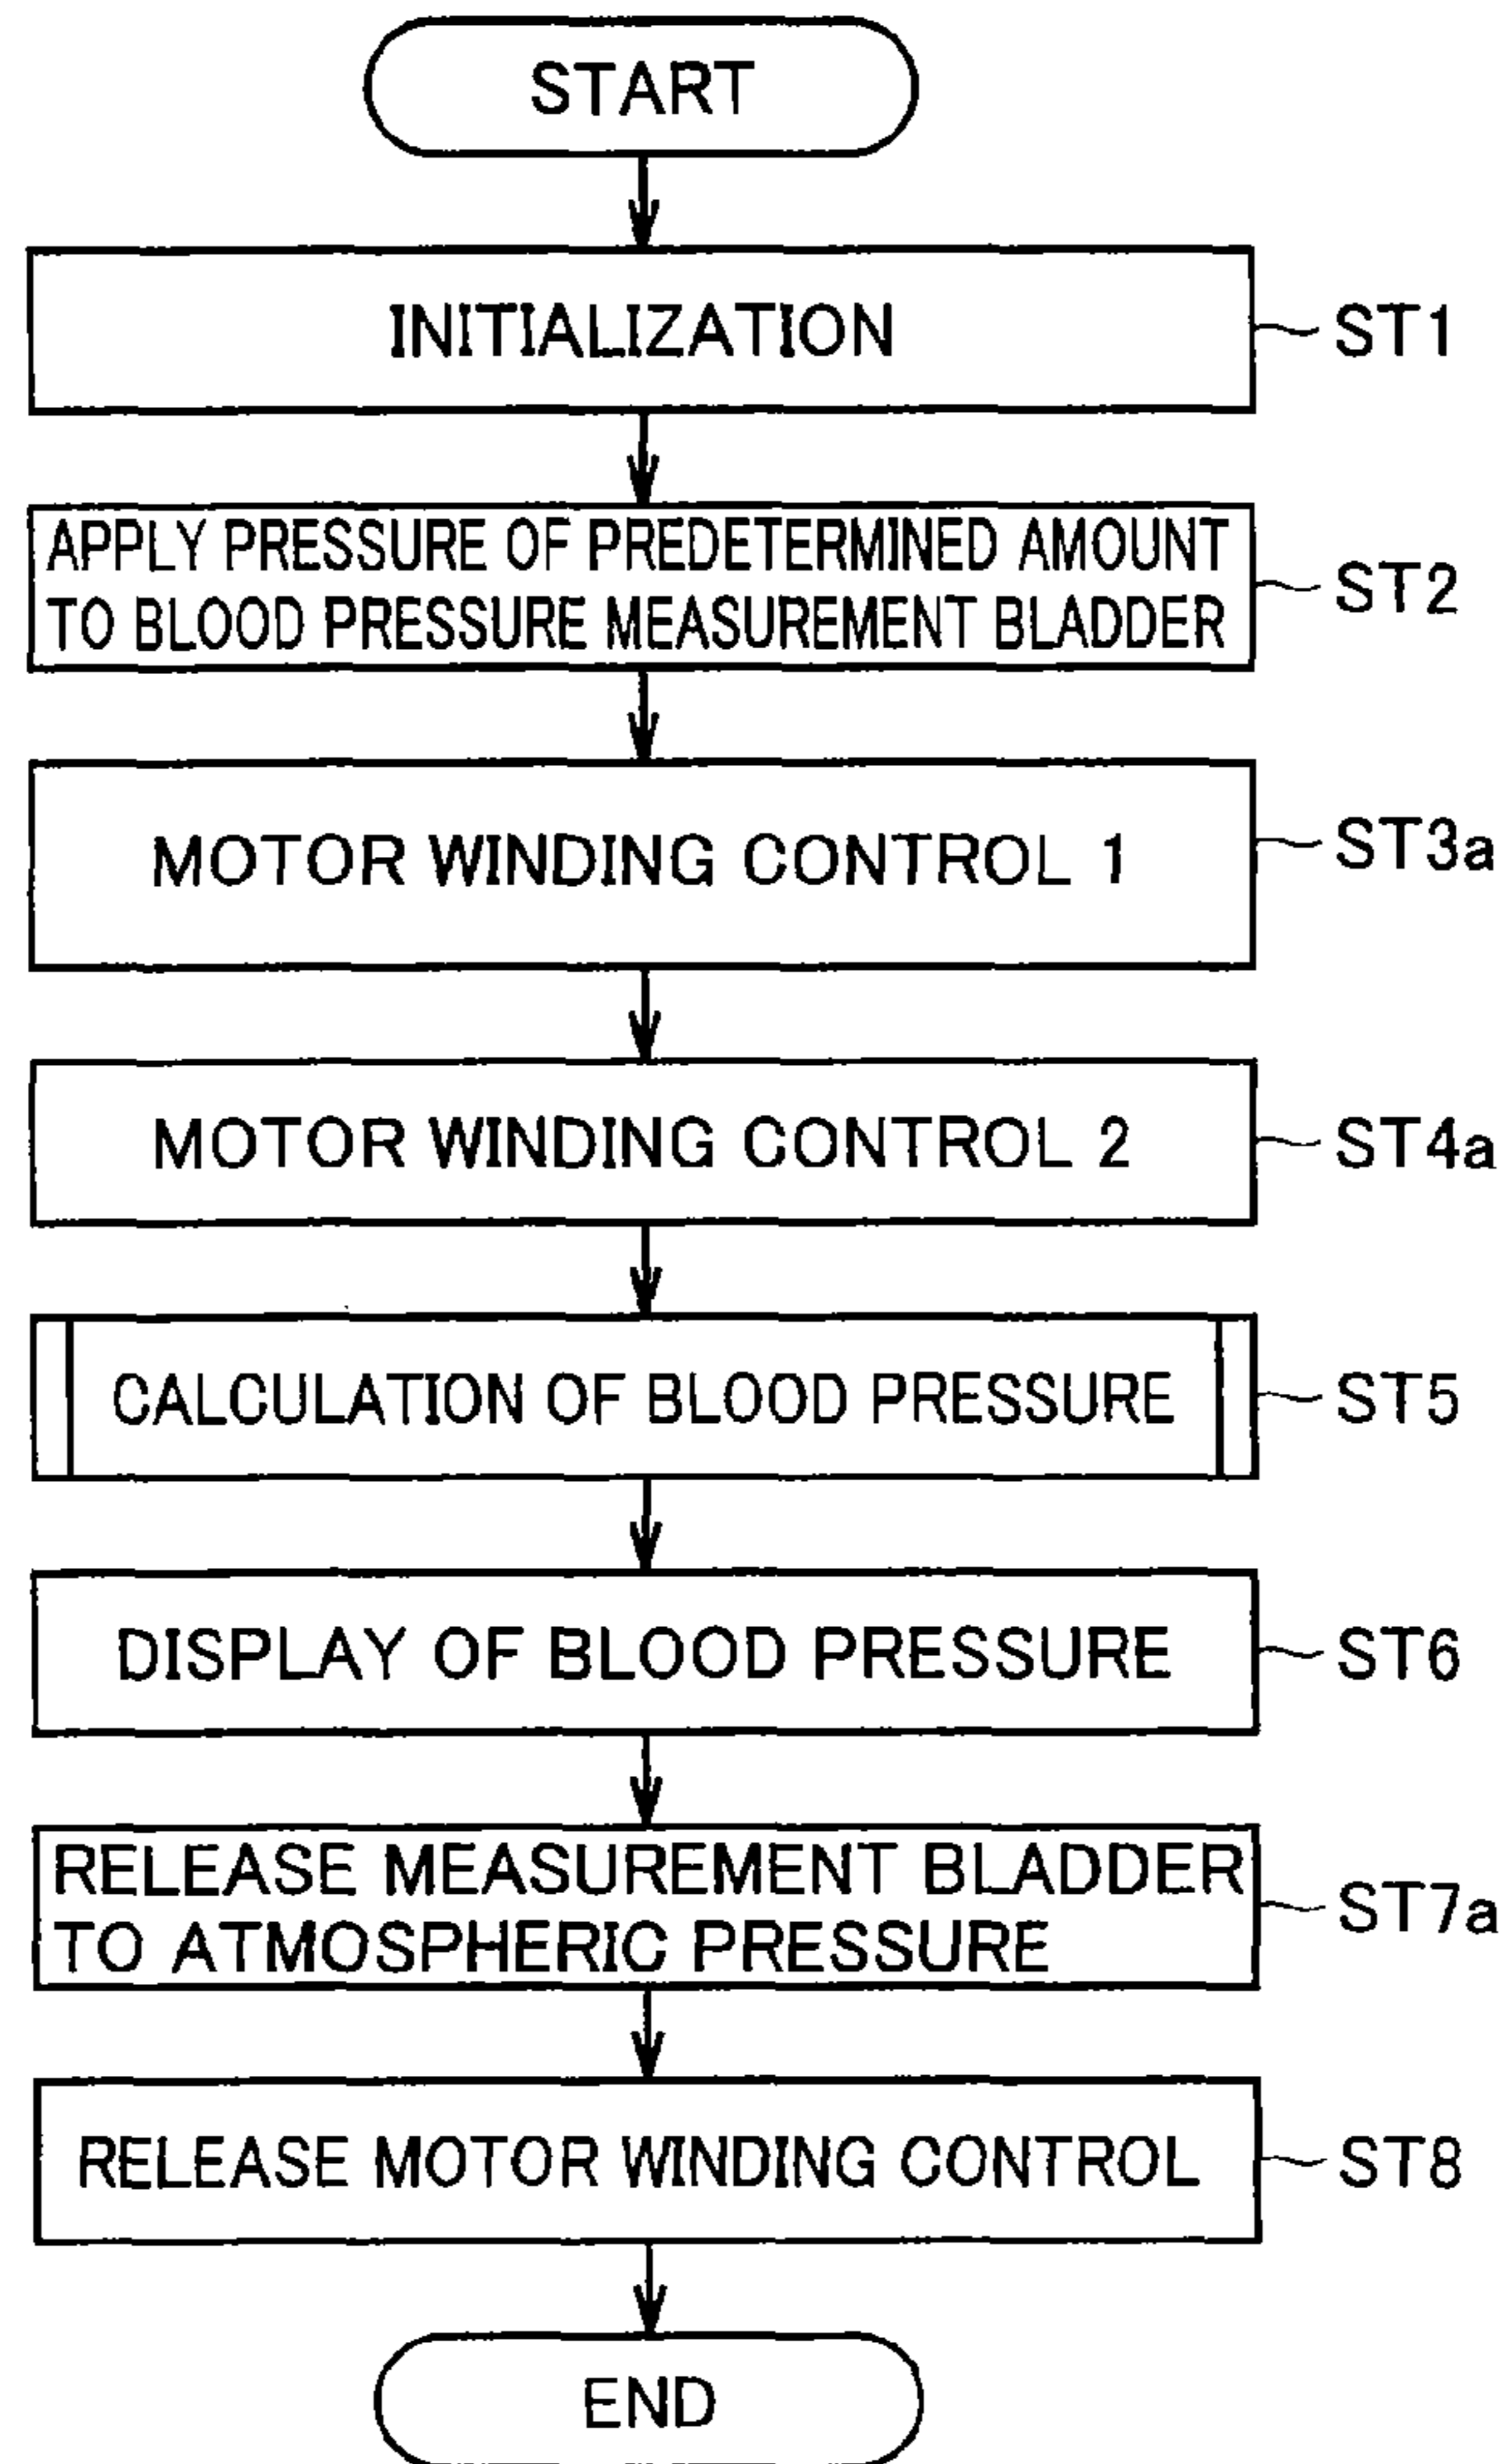 START
INITIALIZATION
ST1
APPLY PRESSURE OF PREDETERMINED AMOUNT
TO BLOOD PRESSURE MEASUREMENT BLADDER
ST2
MOTOR WINDING CONTROL 1
ST3a
MOTOR WINDING CONTROL 2
ST4a
CALCULATION OF BLOOD PRESSURE
ST5
DISPLAY OF BLOOD PRESSURE
ST6
RELEASE MEASUREMENT BLADDER
TO ATMOSPHERIC PRESSURE
ST7a
RELEASE MOTOR WINDING CONTROL
ST8
END